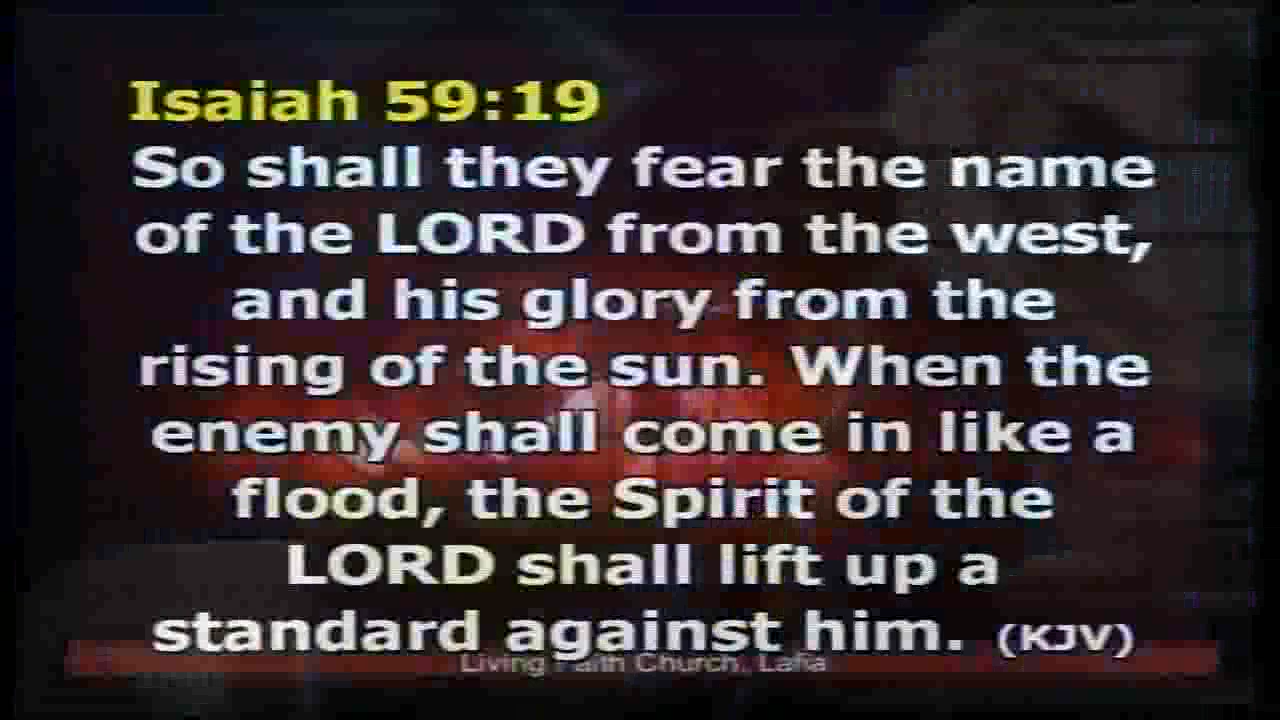 Isaiah 59:19
So shall they fear the name
of the LORD from the west,
and his glory from the
rising of the sun. When the
enemy shall come in like a
flood, the Spirit of the
LORD shall lift up a
standard against him. (KJV)
Living Faith Church, Lafia